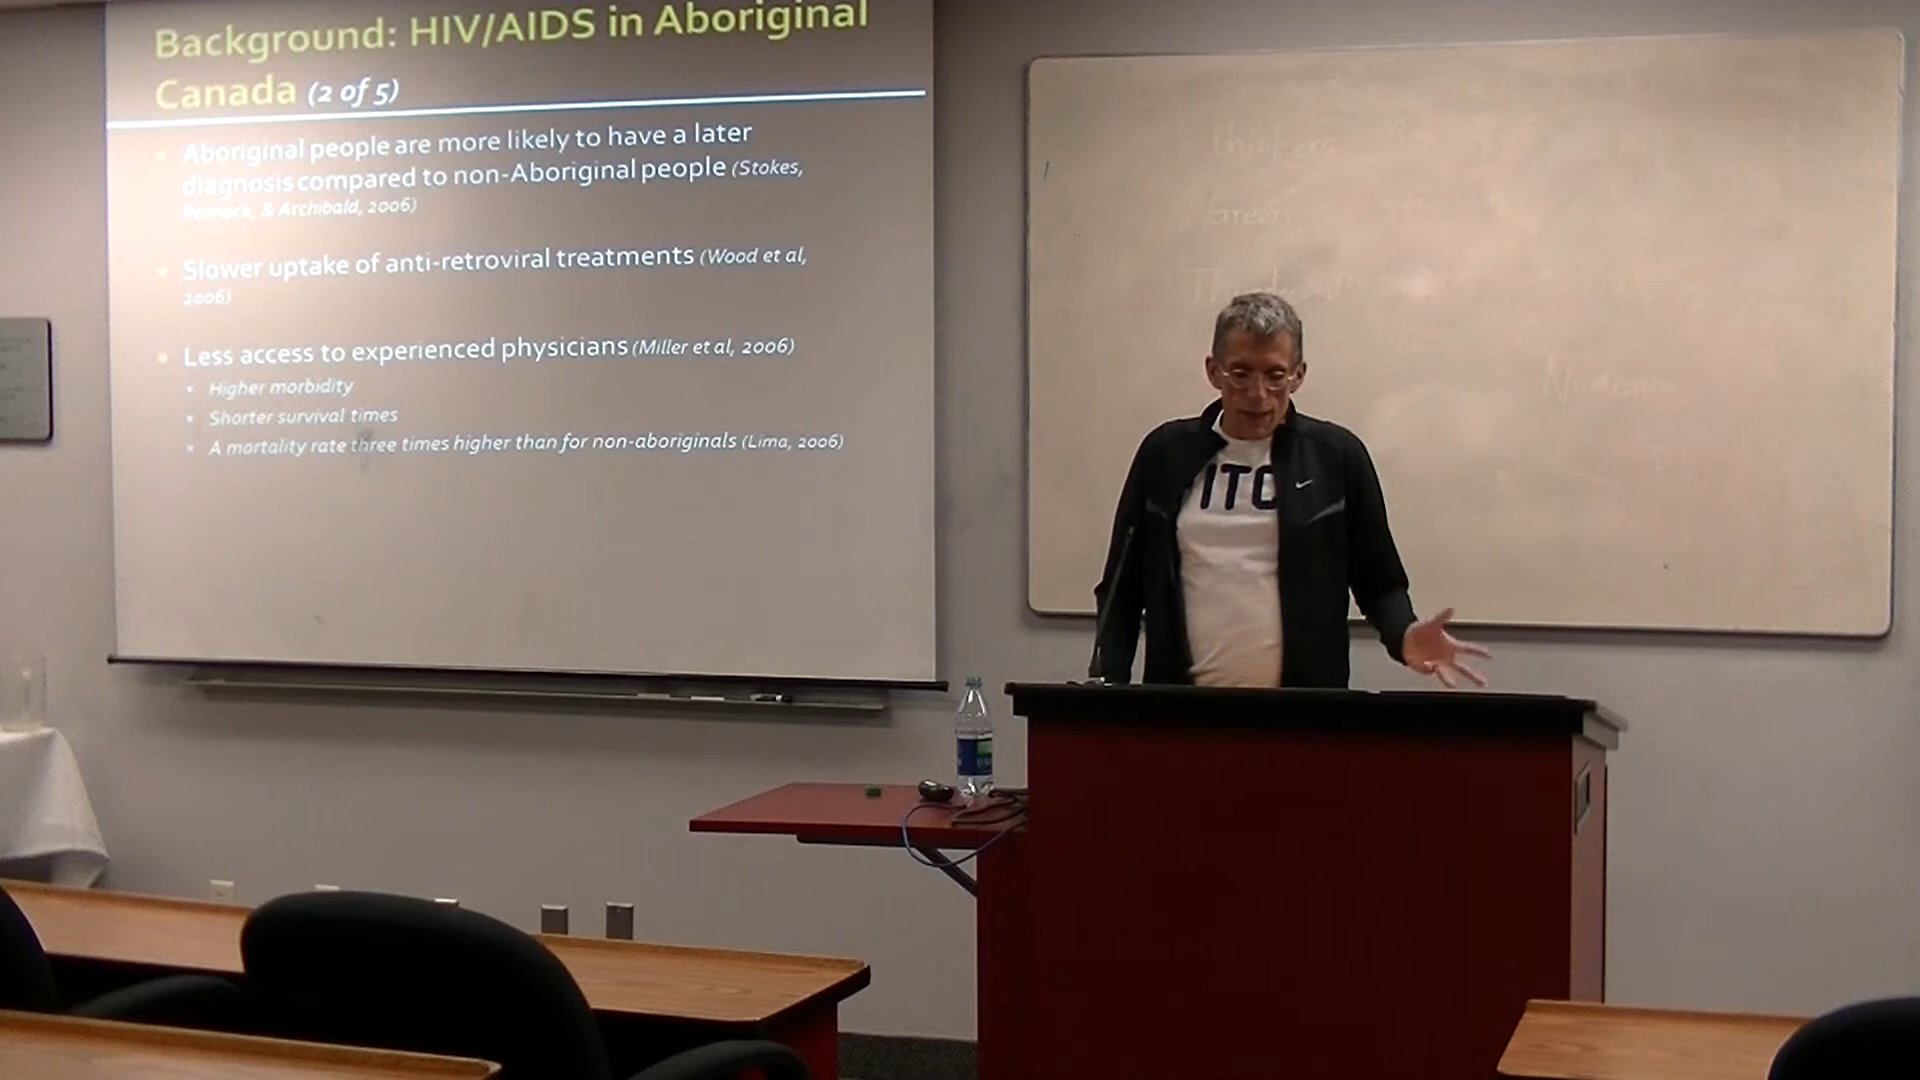 Background: HIV/AIDS in Aboriginal
Canada (2 of 5)
Aboriginal people are more likely to have a later
diagnosis compared to non-Aboriginal people (Stokes,
Pennock, & Archibald, 2006)
Slower uptake of anti-retroviral treatments (Wood et al,
2006)
Less access to experienced physicians (Miller et al, 2006)
Higher morbidity
Shorter survival times
A mortality rate three times higher than for non-aboriginals (Lima, 2006)
ITO